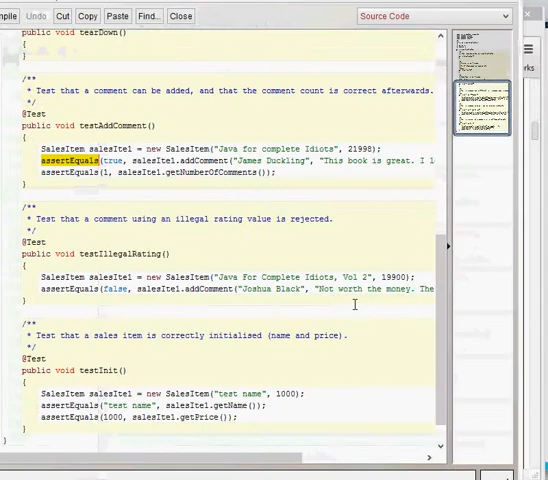 mpile Undo Cut Copy Paste Find... Close Source Code
public void tearDown()
{
}
/**
* Test that a comment can be added, and that the comment count is correct afterwards.
*/
@Test
public void testAddComment()
{
SalesItem salesIte1 = new SalesItem("Java for complete Idiots", 21998);
assertEquals(true, salesIte1.addComment("James Duckling", "This book is great. I l
assertEquals(1, salesIte1.getNumberOfComments());
}
/**
* Test that a comment using an illegal rating value is rejected.
*/
@Test
public void testIllegalRating()
{
SalesItem salesIte1 = new SalesItem("Java For Complete Idiots, Vol 2", 19900);
assertEquals(false, salesIte1.addComment("Joshua Black", "Not worth the money. The
}
/**
* Test that a sales item is correctly initialised (name and price).
*/
@Test
public void testInit()
{
SalesItem salesIte1 = new SalesItem("test name", 1000);
assertEquals("test name", salesIte1.getName());
assertEquals(1000, salesIte1.getPrice());
}
}
rks